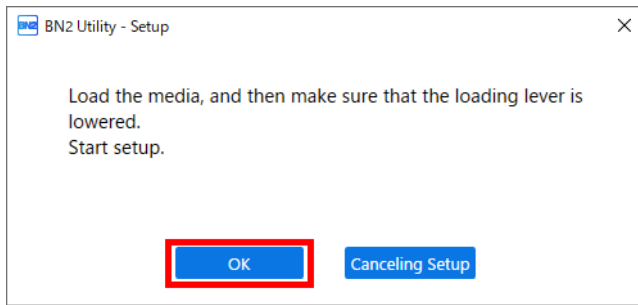 BN2 BN2 Utility - Setup
Load the media, and then make sure that the loading lever is
lowered.
Start setup.
OK Canceling Setup